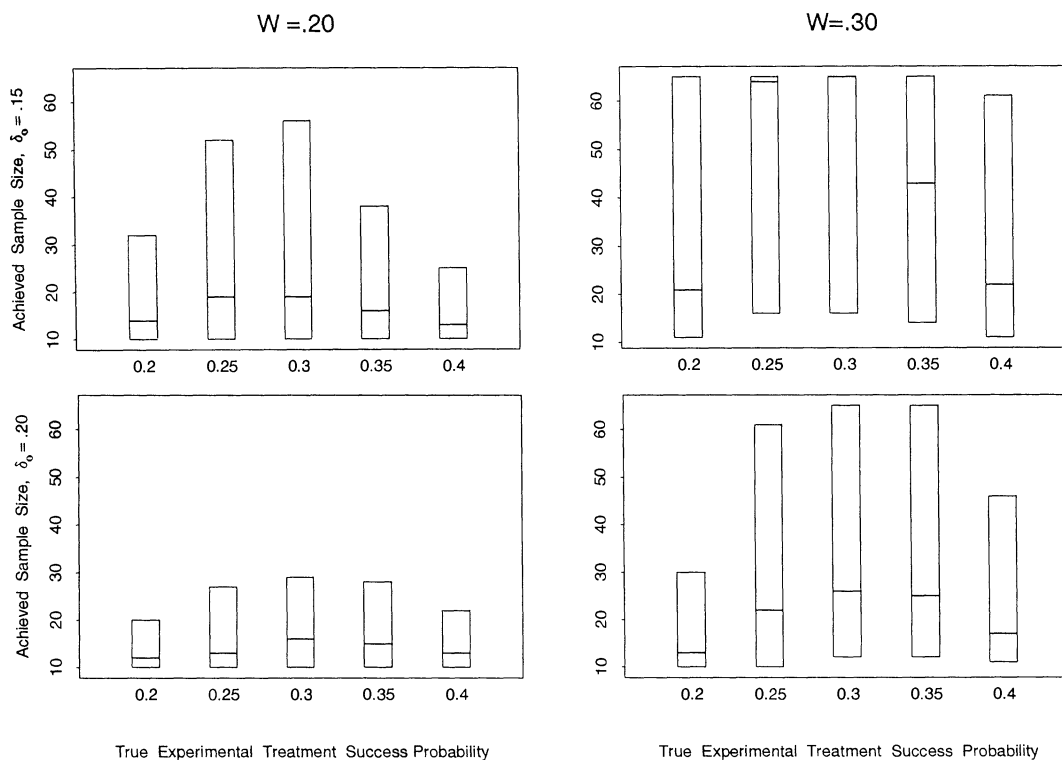 W =.20
W=.30
Achieved Sample Size, δo = .15
10 20 30 40 50 60
0.2 0.25 0.3 0.35 0.4
10 20 30 40 50 60
0.2 0.25 0.3 0.35 0.4
Achieved Sample Size, δo = .20
10 20 30 40 50 60
0.2 0.25 0.3 0.35 0.4
10 20 30 40 50 60
0.2 0.25 0.3 0.35 0.4
True Experimental Treatment Success Probability
True Experimental Treatment Success Probability